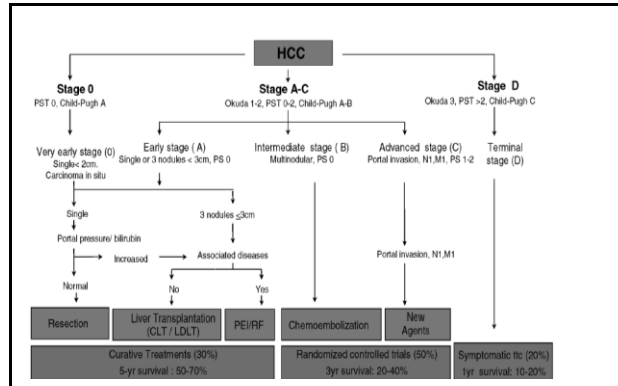 HCC
Stage 0
PST 0, Child-Pugh A
Stage A-C
Okuda 1-2, PST 0-2, Child-Pugh A-B
Stage D
Okuda 3, PST >2, Child-Pugh C
Very early stage (0)
Single< 2cm.
Carcinoma in situ
Early stage ( A)
Single or 3 nodules < 3cm, PS 0
Intermediate stage ( B)
Multinodular, PS 0
Advanced stage ( C)
Portal invasion, N1,M1, PS 1-2
Terminal
stage (D)
Single
3 nodules ≤3cm
Portal pressure/ bilirubin
Increased
Associated diseases
Portal invasion, N1,M1
Normal
No
Yes
Resection
Liver Transplantation
(CLT / LDLT)
PEI/RF
Chemoembolization
New
Agents
Curative Treatments (30%)
5-yr survival : 50-70%
Randomized controlled trials (50%)
3yr survival: 20-40%
Symptomatic ttc (20%)
1yr survival: 10-20%